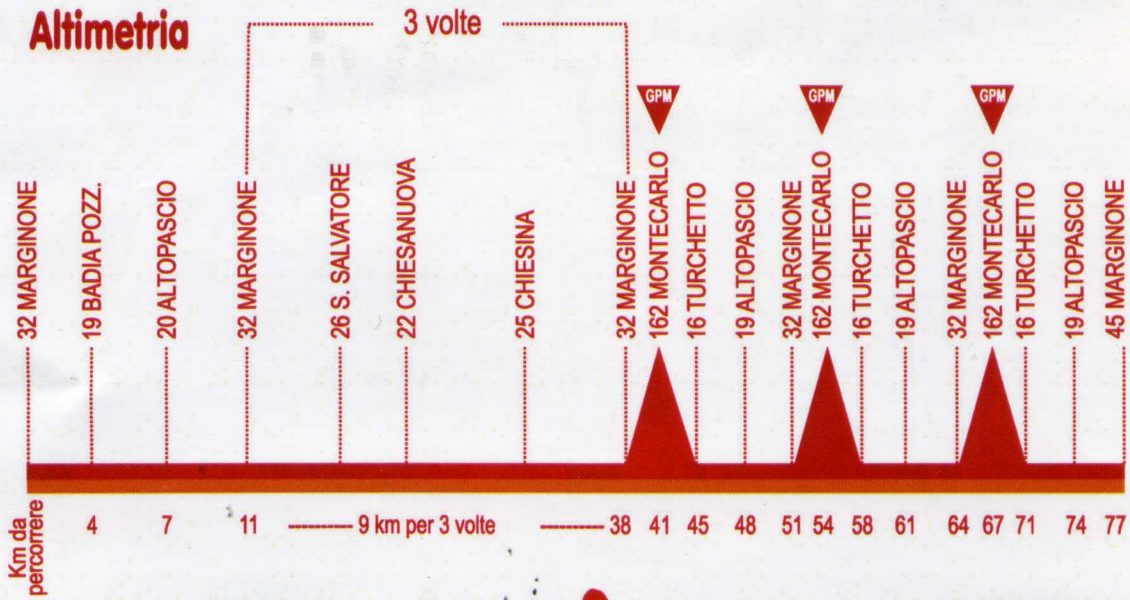 Altimetria
3 volte
GPM
GPM
GPM
32 MARGINONE
19 BADIA POZZ.
20 ALTOPASCIO
32 MARGINONE
26 S. SALVATORE
22 CHIESANUOVA
25 CHIESINA
32 MARGINONE
162 MONTECARLO
16 TURCHETTO
19 ALTOPASCIO
32 MARGINONE
162 MONTECARLO
16 TURCHETTO
19 ALTOPASCIO
32 MARGINONE
162 MONTECARLO
16 TURCHETTO
19 ALTOPASCIO
45 MARGINONE
Km da
percorrere
4 7 11 9 km per 3 volte 38 41 45 48 51 54 58 61 64 67 71 74 77